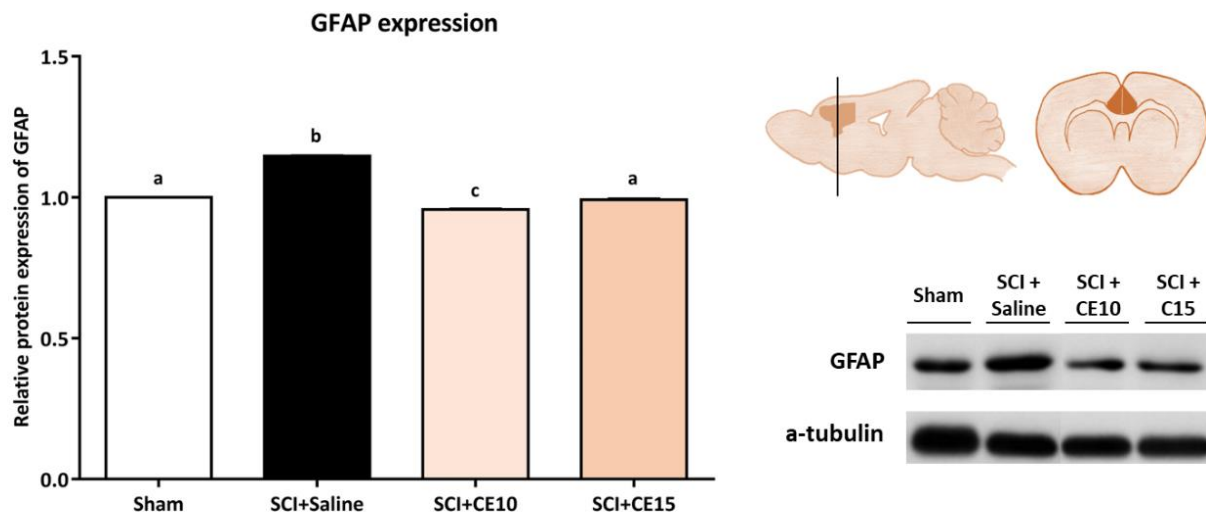 GFAP expression
Relative protein expression of GFAP
1.5
1.0
0.5
0.0
a
b
c
a
Sham
SCI+Saline
SCI+CE10
SCI+CE15
Sham
SCI +
Saline
SCI +
CE10
SCI +
C15
GFAP
a-tubulin